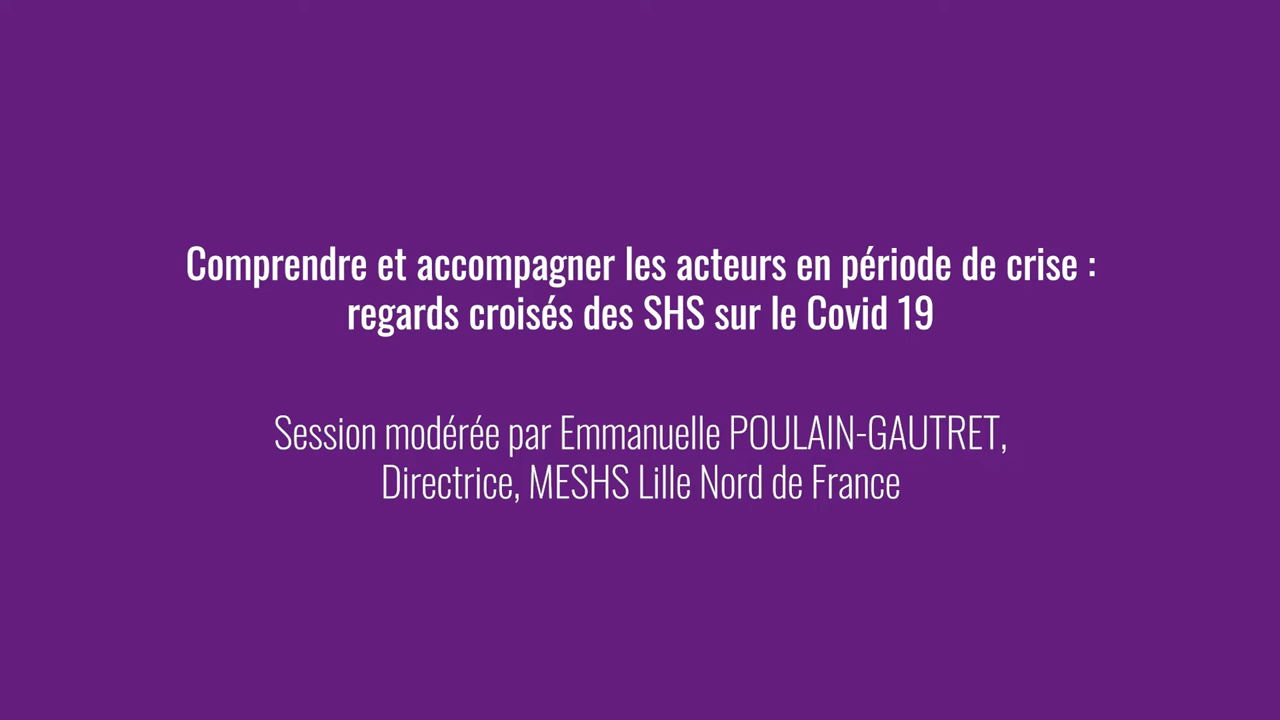 Comprendre et accompagner les acteurs en période de crise :
regards croisés des SHS sur le Covid 19
Session modérée par Emmanuelle POULAIN-GAUTRET,
Directrice, MESHS Lille Nord de France